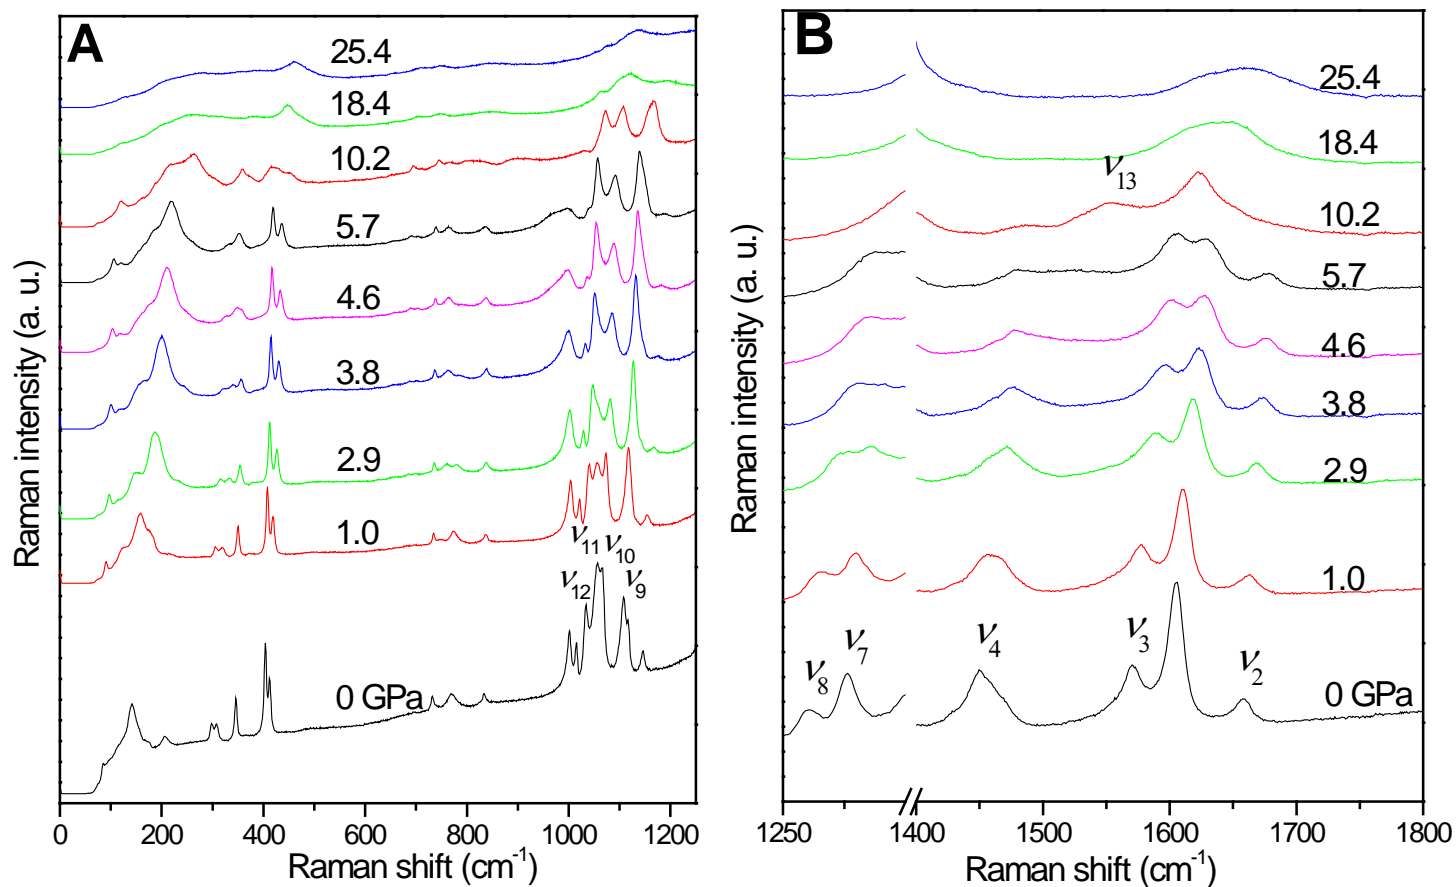 A
25.4
18.4
10.2
5.7
4.6
3.8
2.9
1.0
ν11
ν10
ν12
ν9
0 GPa
0 200 400 600 800 1000 1200
Raman shift (cm-1)
Raman intensity (a. u.)
B
25.4
18.4
ν13
10.2
5.7
4.6
3.8
2.9
1.0
ν8
ν7
ν4
ν3
ν2
0 GPa
1250 1400 1500 1600 1700 1800
Raman shift (cm-1)
Raman intensity (a. u.)